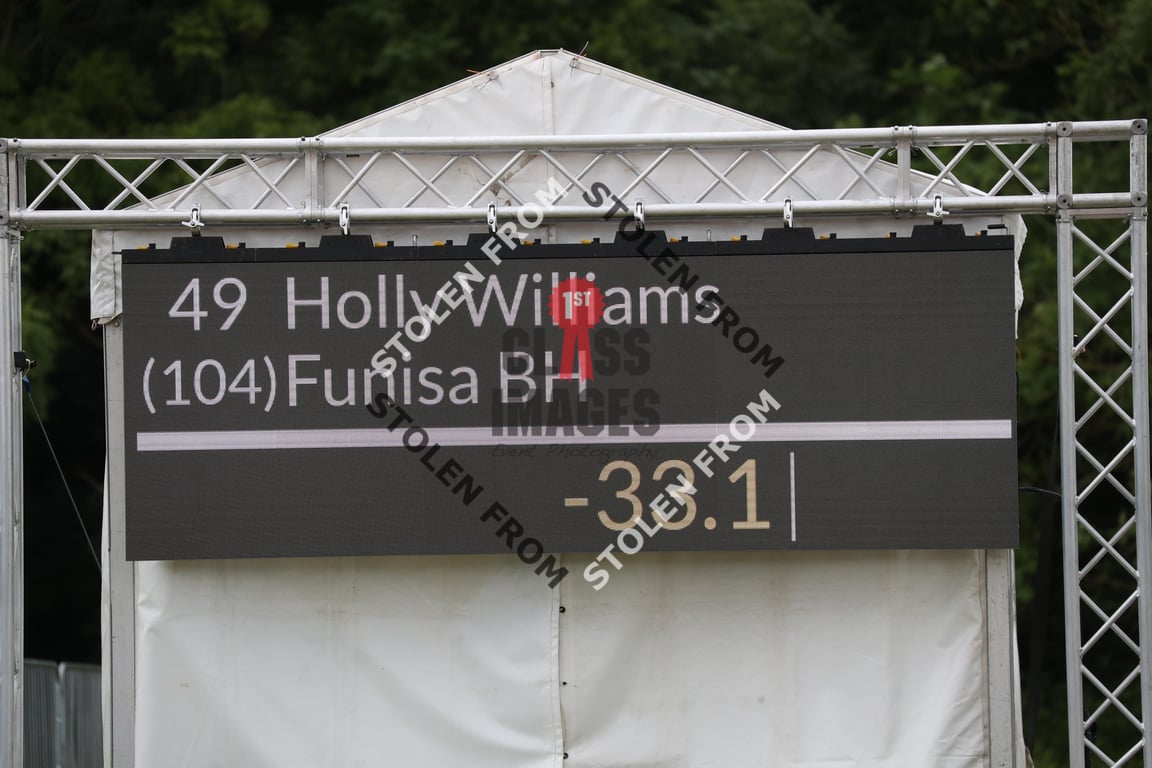 49 Holly Williams
(104) Funisa BH
-33.1
STOLEN FROM
STOLEN FROM
1ST
CLASS
IMAGES
Event Photography
STOLEN FROM
STOLEN FROM